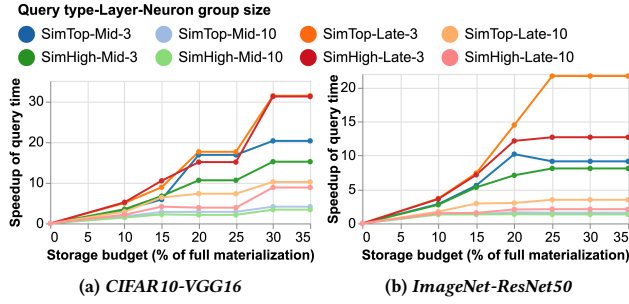 Query type-Layer-Neuron group size
SimTop-Mid-3 SimTop-Mid-10 SimTop-Late-3 SimTop-Late-10
SimHigh-Mid-3 SimHigh-Mid-10 SimHigh-Late-3 SimHigh-Late-10
Speedup of query time
30
20
10
0
0 5 10 15 20 25 30 35
Storage budget (% of full materialization)
(a) CIFAR10-VGG16
Speedup of query time
20
15
10
5
0
0 5 10 15 20 25 30 35
Storage budget (% of full materialization)
(b) ImageNet-ResNet50